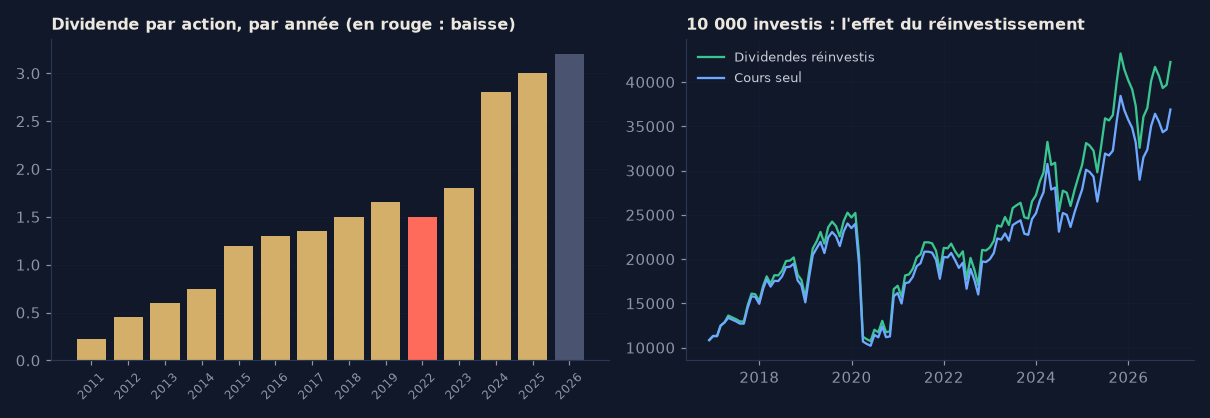 Dividende par action, par année (en rouge : baisse)
3.0
2.5
2.0
1.5
1.0
0.5
0.0
2011 2012 2013 2014 2015 2016 2017 2018 2019 2022 2023 2024 2025 2026
10 000 investis : l'effet du réinvestissement
Dividendes réinvestis
Cours seul
40000
35000
30000
25000
20000
15000
10000
2018 2020 2022 2024 2026